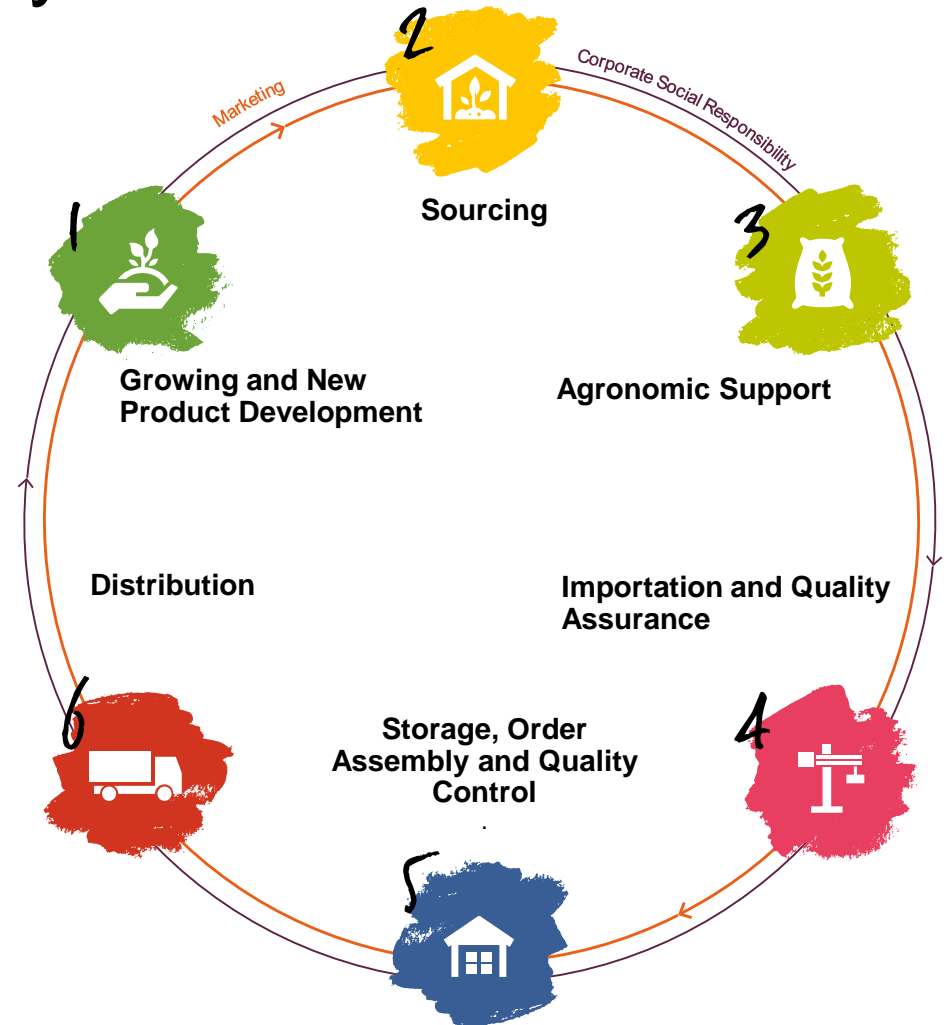 2
Marketing
Corporate Social Responsibility
1
Sourcing
3
Growing and New
Product Development
Agronomic Support
Distribution
Importation and Quality
Assurance
6
Storage, Order
Assembly and Quality
Control
.
4
5